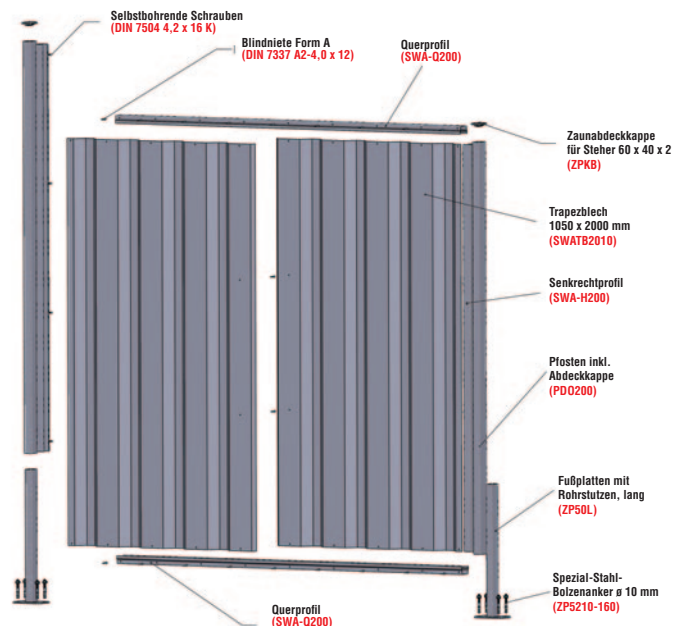 Selbstbohrende Schrauben
(DIN 7504 4,2 x 16 K)
Blindniete Form A
(DIN 7337 A2-4,0 x 12)
Querprofil
(SWA-Q200)
Zaunabdeckkappe
für Steher 60 x 40 x 2
(ZPKB)
Trapezblech
1050 x 2000 mm
(SWATB2010)
Senkrechtprofil
(SWA-H200)
Pfosten inkl.
Abdeckkappe
(PDO200)
Fußplatten mit
Rohrstutzen, lang
(ZP50L)
Spezial-Stahl-
Bolzenanker ø 10 mm
(ZP5210-160)
Querprofil
(SWA-Q200)